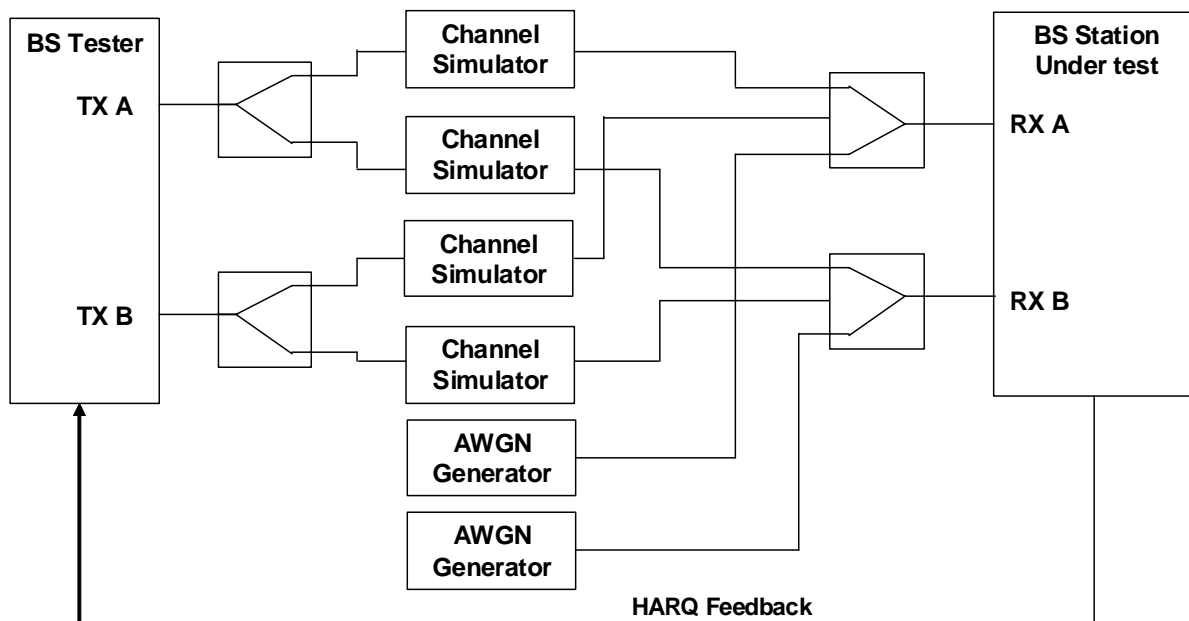 BS Tester
TX A
TX B
Channel
Simulator
Channel
Simulator
Channel
Simulator
Channel
Simulator
AWGN
Generator
AWGN
Generator
BS Station
Under test
RX A
RX B
HARQ Feedback